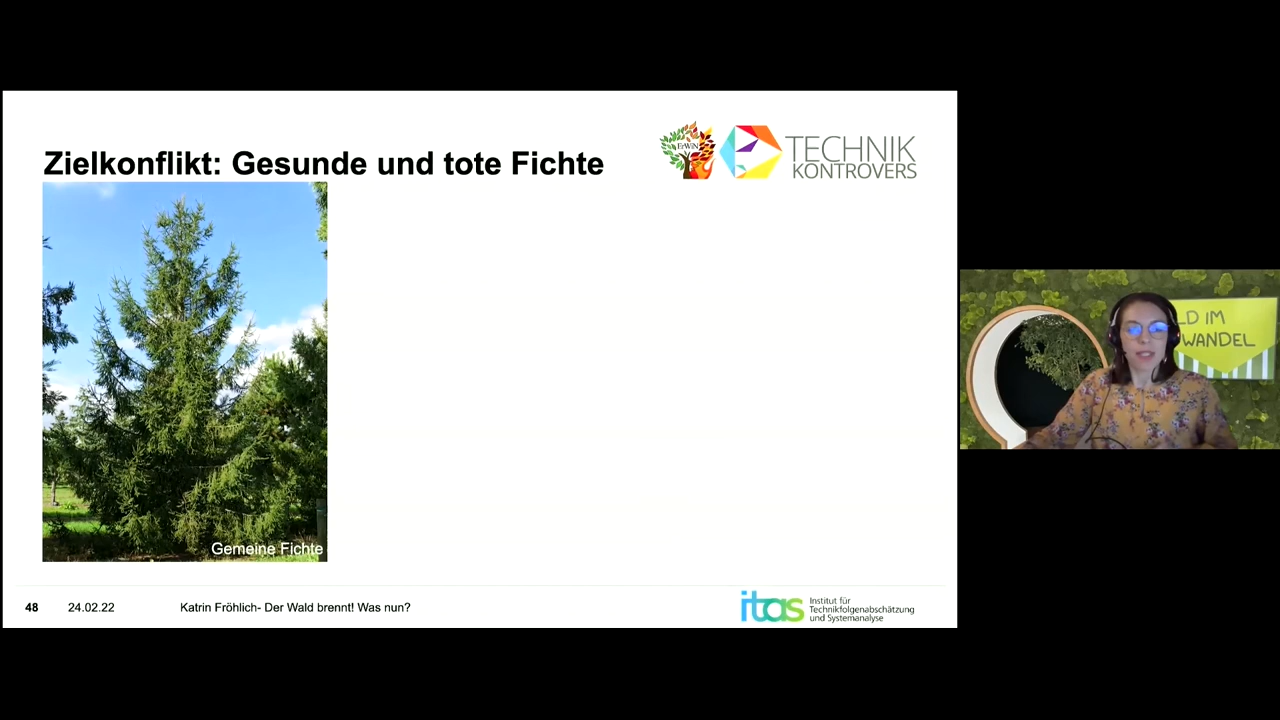 Zielkonflikt: Gesunde und tote Fichte
ErWiN
TECHNIK
KONTROVERS
LD IM
WANDEL
Gemeine Fichte
48 24.02.22 Katrin Fröhlich- Der Wald brennt! Was nun?
itas
Institut für
Technikfolgenabschätzung
und Systemanalyse